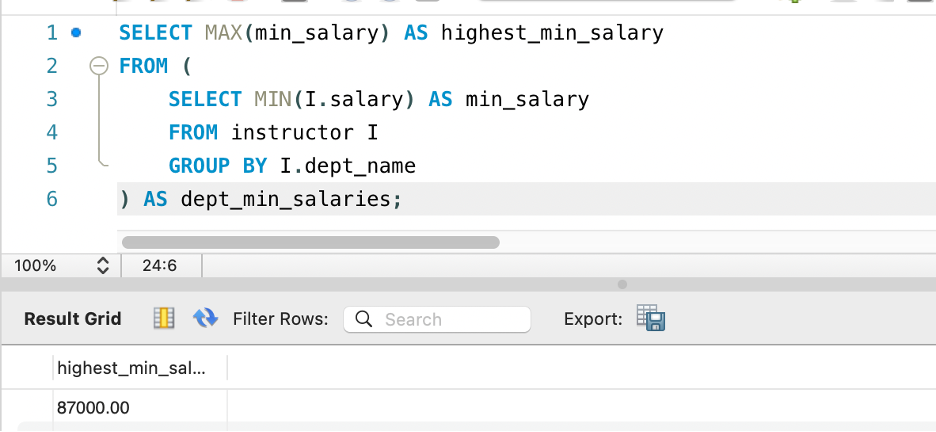 1 SELECT MAX(min_salary) AS highest_min_salary
2 FROM (
3 SELECT MIN(I.salary) AS min_salary
4 FROM instructor I
5 GROUP BY I.dept_name
6 ) AS dept_min_salaries;
100% 24:6
Result Grid Filter Rows: Search Export:
highest_min_sal...
87000.00